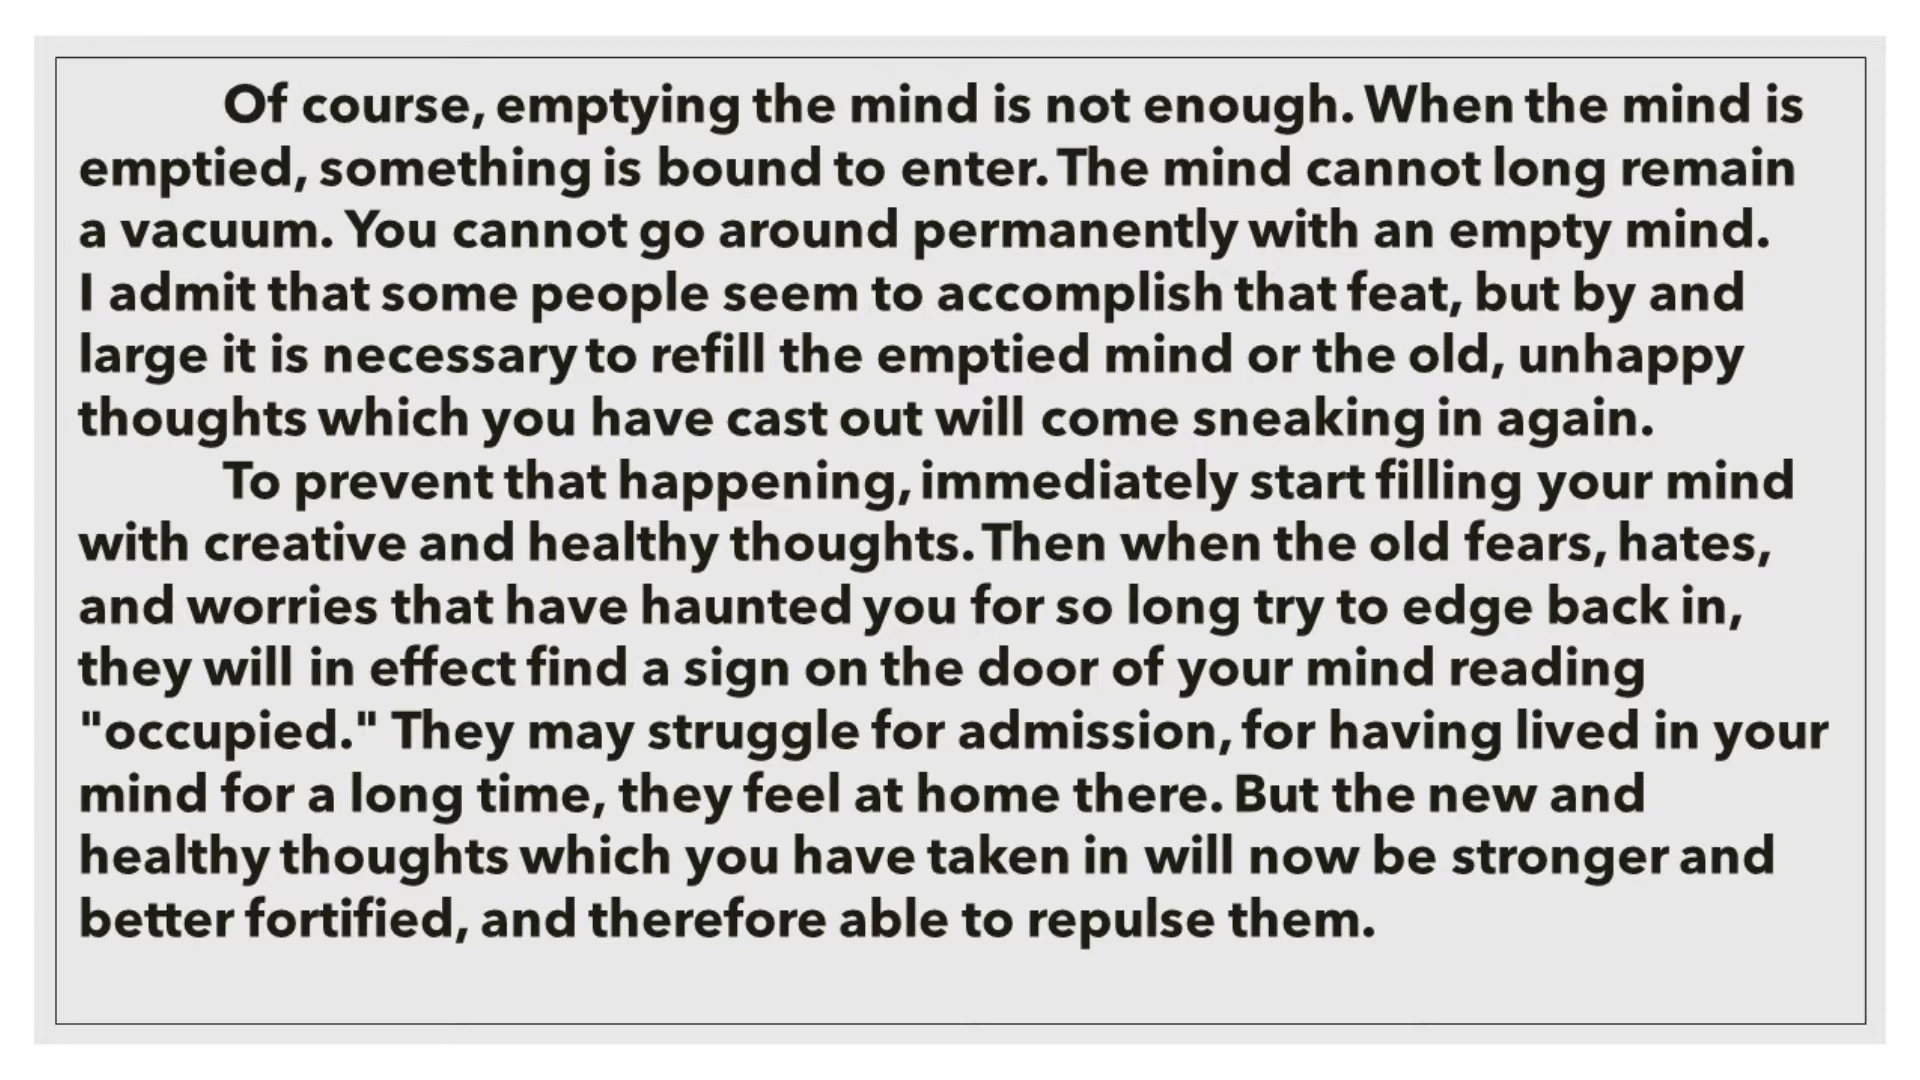 Of course, emptying the mind is not enough. When the mind is
emptied, something is bound to enter. The mind cannot long remain
a vacuum. You cannot go around permanently with an empty mind.
I admit that some people seem to accomplish that feat, but by and
large it is necessary to refill the emptied mind or the old, unhappy
thoughts which you have cast out will come sneaking in again.
To prevent that happening, immediately start filling your mind
with creative and healthy thoughts. Then when the old fears, hates,
and worries that have haunted you for so long try to edge back in,
they will in effect find a sign on the door of your mind reading
"occupied." They may struggle for admission, for having lived in your
mind for a long time, they feel at home there. But the new and
healthy thoughts which you have taken in will now be stronger and
better fortified, and therefore able to repulse them.